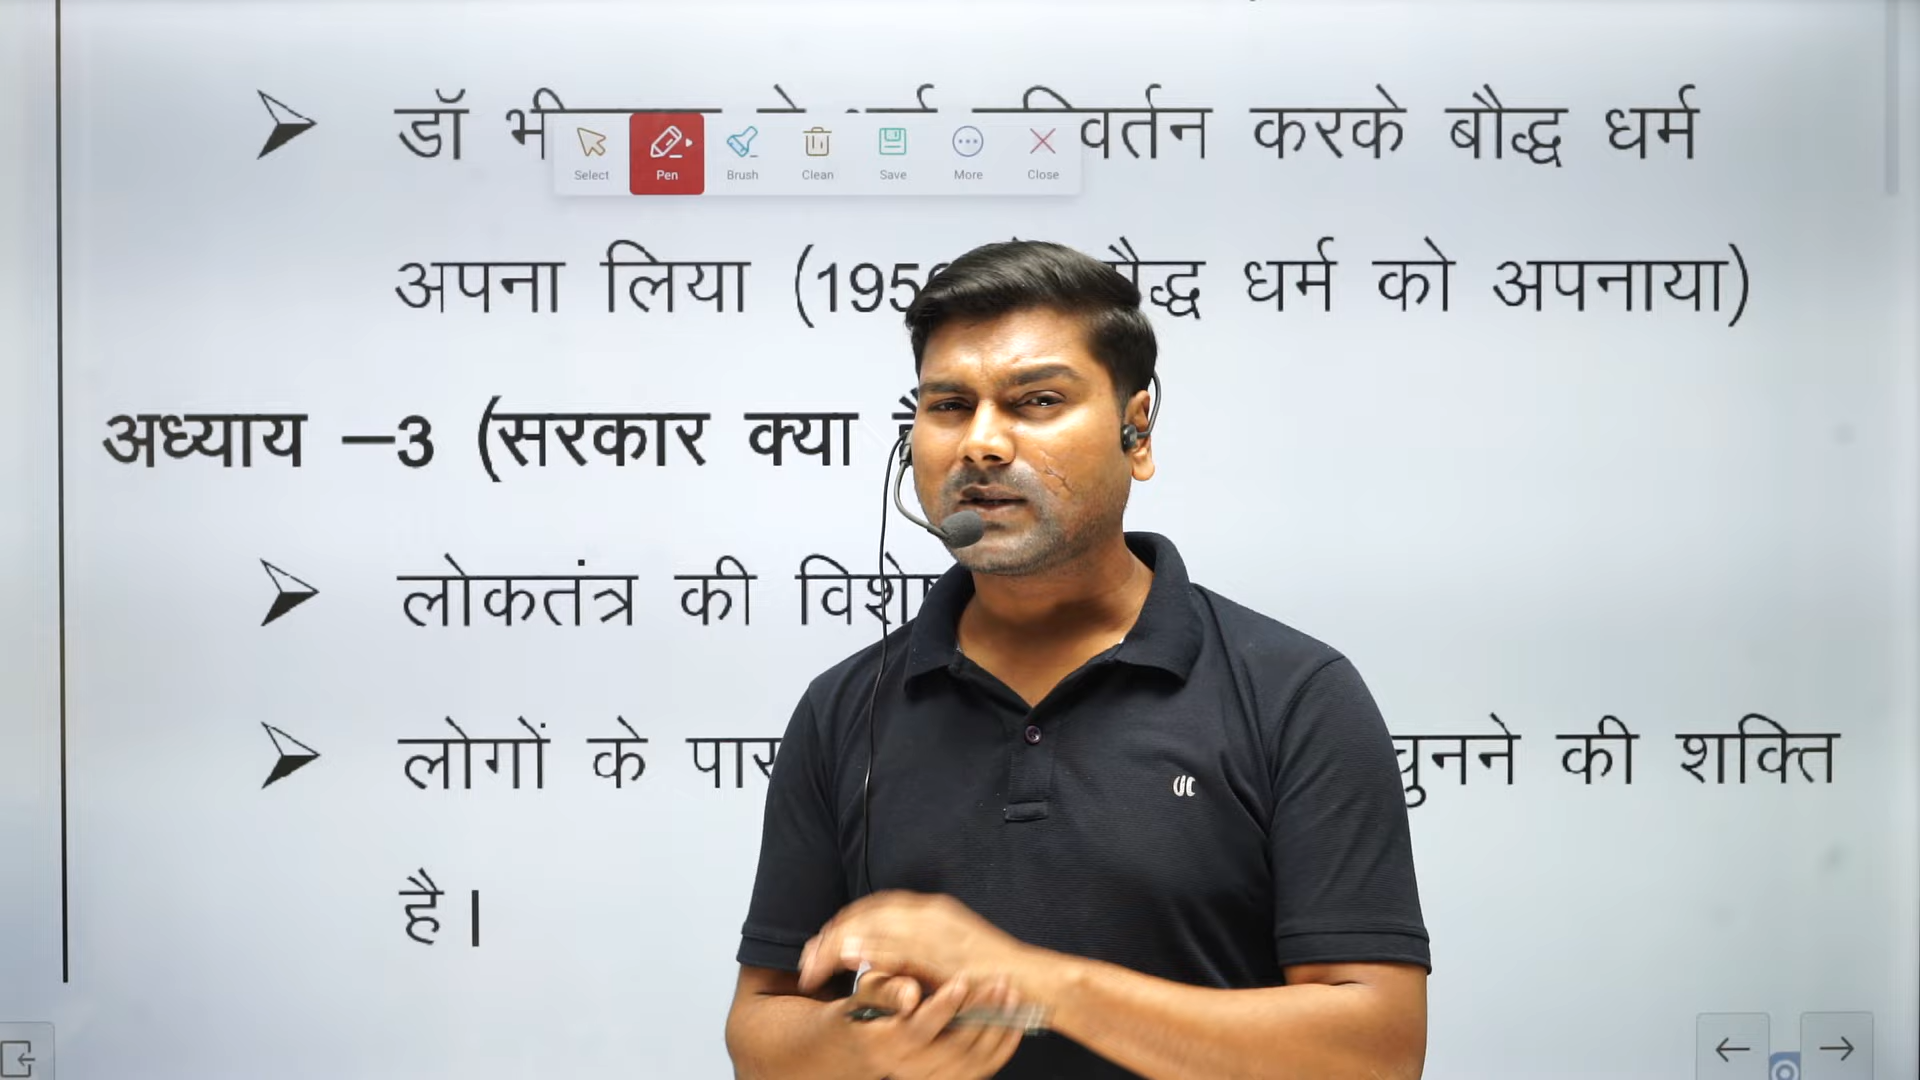 डॉ वर्तन करके बौद्ध धर्म
Select Pen Brush Clean Save More Close
अपना लिया (195 धर्म को अपनाया)
अध्याय –3 (सरकार क्या
लोकतंत्र की
लोगों के चुनने की शक्ति
है।